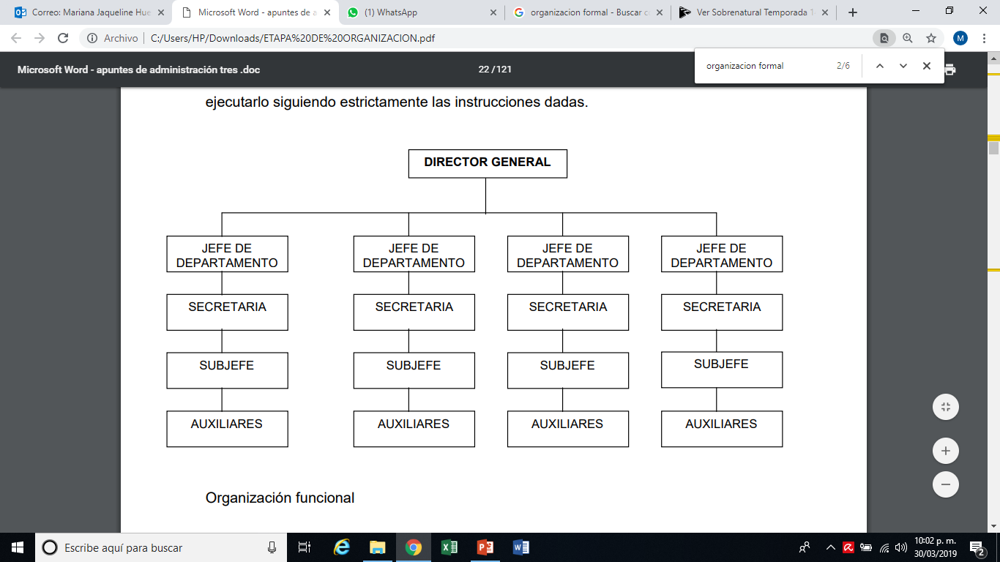 Correo: Mariana Jaqueline Hue
Microsoft Word - apuntes de a
(1) WhatsApp
organizacion formal - Buscar c
Ver Sobrenatural Temporada 1
Archivo
C:/Users/HP/Downloads/ETAPA%20DE%20ORGANIZACION.pdf
M
Microsoft Word - apuntes de administración tres .doc
22 / 121
organizacion formal
2/6
ejecutarlo siguiendo estrictamente las instrucciones dadas.
DIRECTOR GENERAL
JEFE DE
DEPARTAMENTO
JEFE DE
DEPARTAMENTO
JEFE DE
DEPARTAMENTO
JEFE DE
DEPARTAMENTO
SECRETARIA
SECRETARIA
SECRETARIA
SECRETARIA
SUBJEFE
SUBJEFE
SUBJEFE
SUBJEFE
AUXILIARES
AUXILIARES
AUXILIARES
AUXILIARES
Organización funcional
Escribe aquí para buscar
10:02 p. m.
30/03/2019
2